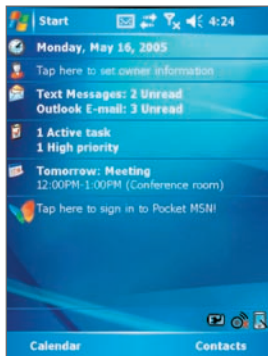 Start 4:24
Monday, May 16, 2005
Tap here to set owner information
Text Messages: 2 Unread
Outlook E-mail: 3 Unread
1 Active task
1 High priority
Tomorrow: Meeting
12:00PM-1:00PM (Conference room)
Tap here to sign in to Pocket MSN!
Calendar Contacts